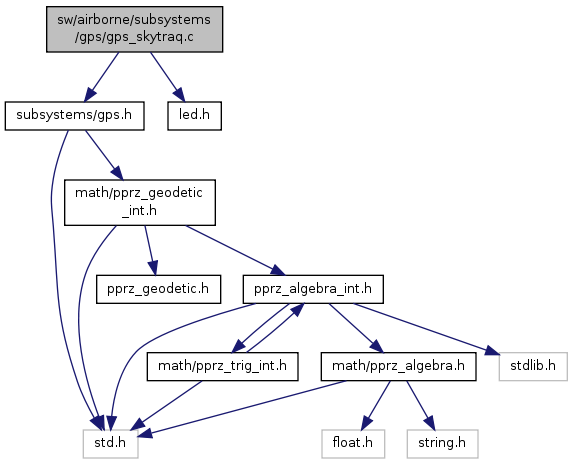 sw/airborne/subsystems
/gps/gps_skytraq.c
subsystems/gps.h
led.h
math/pprz_geodetic
_int.h
pprz_geodetic.h
pprz_algebra_int.h
math/pprz_trig_int.h
math/pprz_algebra.h
stdlib.h
std.h
float.h
string.h